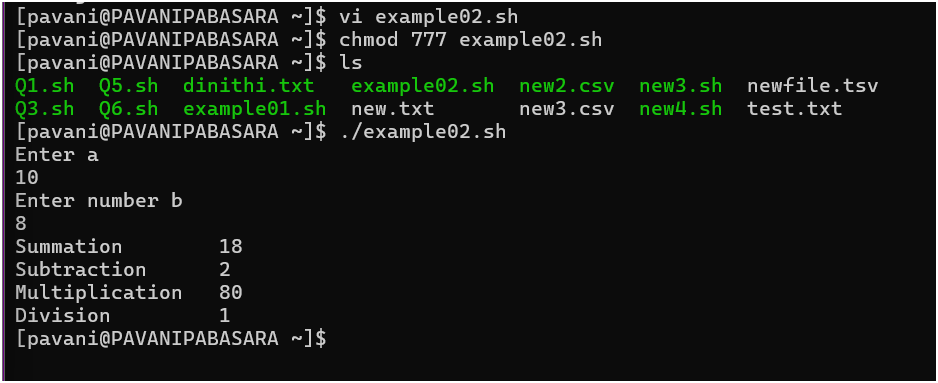 [pavani@PAVANIPABASARA ~]$ vi example02.sh
[pavani@PAVANIPABASARA ~]$ chmod 777 example02.sh
[pavani@PAVANIPABASARA ~]$ ls
Q1.sh  Q5.sh  dinithi.txt   example02.sh  new2.csv  new3.sh  newfile.tsv
Q3.sh  Q6.sh  example01.sh  new.txt       new3.csv  new4.sh  test.txt
[pavani@PAVANIPABASARA ~]$ ./example02.sh
Enter a
10
Enter number b
8
Summation        18
Subtraction      2
Multiplication   80
Division         1
[pavani@PAVANIPABASARA ~]$